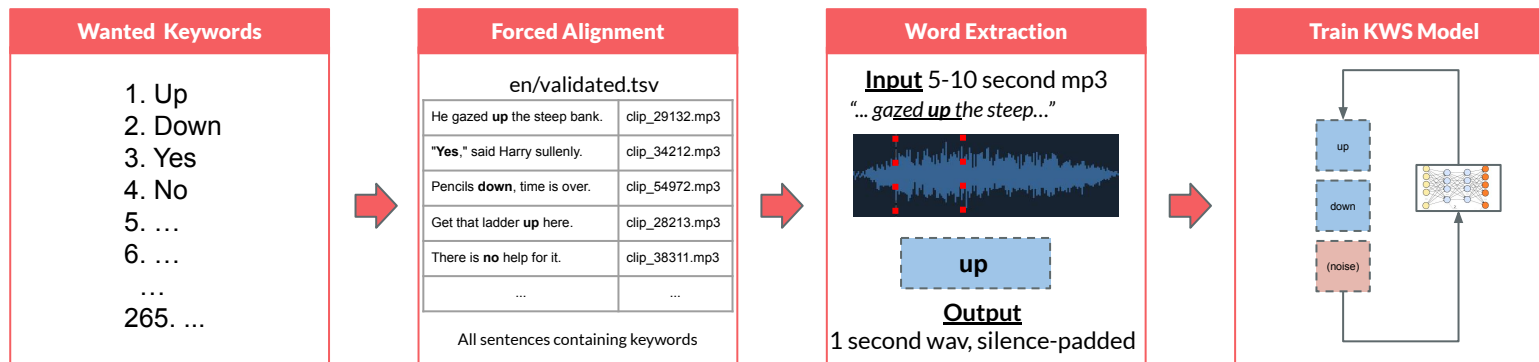 Wanted Keywords
1. Up
2. Down
3. Yes
4. No
5. …
6. …
…
265. ...
Forced Alignment
en/validated.tsv
He gazed up the steep bank. clip_29132.mp3
"Yes," said Harry sullenly. clip_34212.mp3
Pencils down, time is over. clip_54972.mp3
Get that ladder up here. clip_28213.mp3
There is no help for it. clip_38311.mp3
... ...
All sentences containing keywords
Word Extraction
Input 5-10 second mp3
“... gazed up the steep…”
up
Output
1 second wav, silence-padded
Train KWS Model
up
down
(noise)